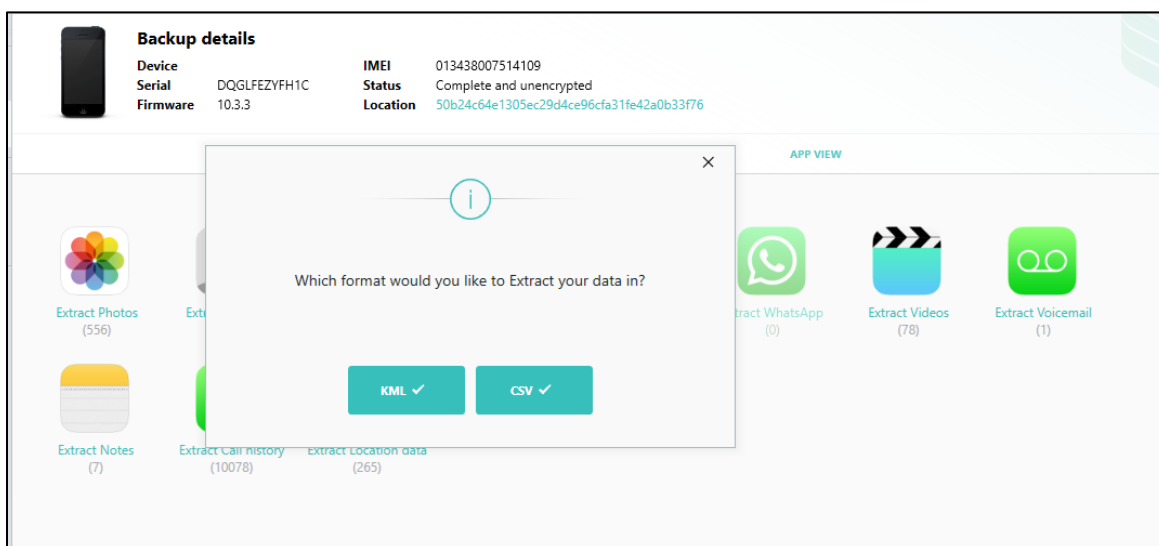 Backup details
Device
IMEI 013438007514109
Serial DQGLFEZYFH1C Status Complete and unencrypted
Firmware 10.3.3 Location 50b24c64e1305ec29d4ce96cfa31fe42a0b33f76
APP VIEW
Which format would you like to Extract your data in?
KML CSV
Extract Photos Extr tract WhatsApp Extract Videos Extract Voicemail
(556) (0) (78) (1)
Extract Notes Extract Call history Extract Location data
(7) (10078) (265)